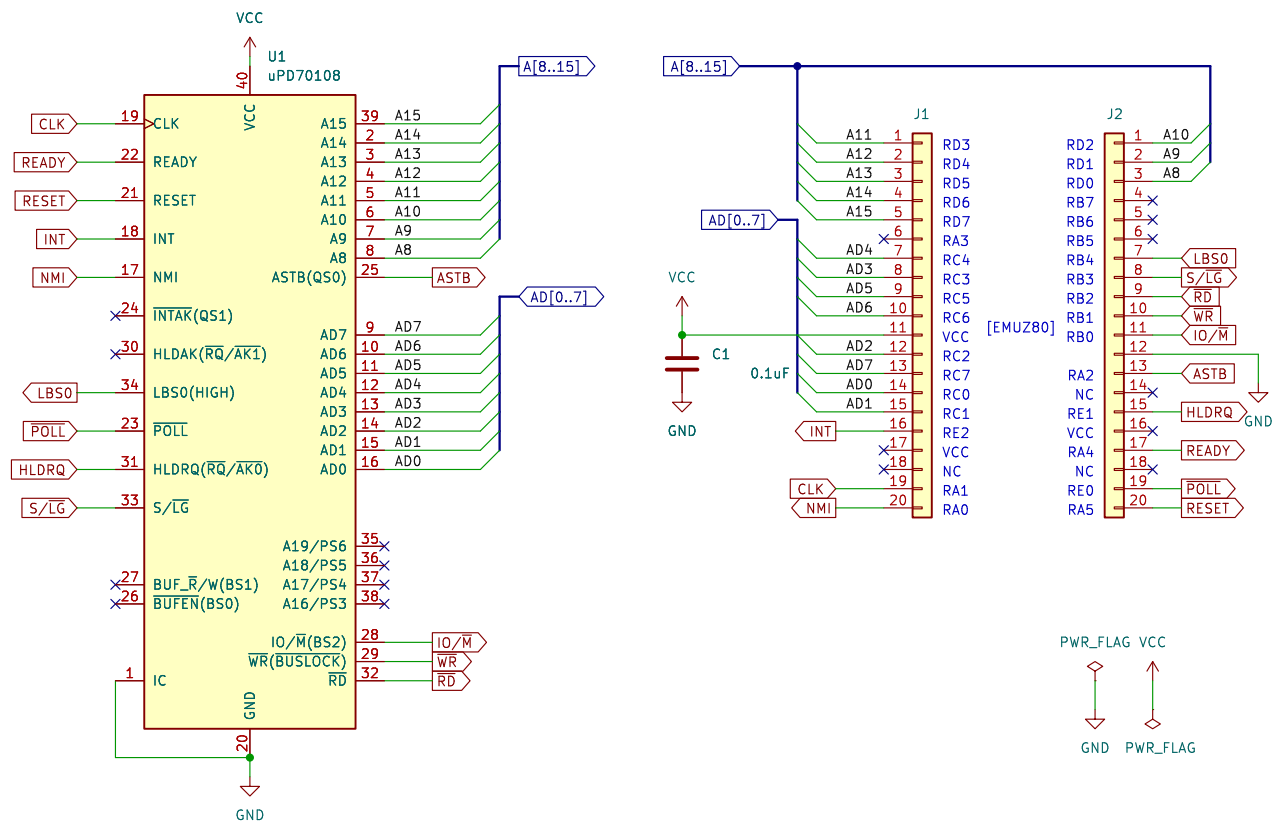 VCC
U1
uPD70108
40
VCC
CLK
19
CLK
READY
22
READY
RESET
21
RESET
INT
18
INT
NMI
17
NMI
24
INTAK(QS1)
30
HLDAK(RQ/AK1)
LBS0
34
LBS0(HIGH)
POLL
23
POLL
HLDRQ
31
HLDRQ(RQ/AK0)
S/LG
33
S/LG
27
BUF_R/W(BS1)
26
BUFEN(BS0)
1
IC
GND
20
GND
A[8..15]
A15 39 A15
A14 2 A14
A13 3 A13
A12 4 A12
A11 5 A11
A10 6 A10
A9 7 A9
A8 8 A8
ASTB(QS0) 25 ASTB
AD[0..7]
AD7 9 AD7
AD6 10 AD6
AD5 11 AD5
AD4 12 AD4
AD3 13 AD3
AD2 14 AD2
AD1 15 AD1
AD0 16 AD0
A19/PS6 35
A18/PS5 36
A17/PS4 37
A16/PS3 38
IO/M(BS2) 28 IO/M
WR(BUSLOCK) 29 WR
RD 32 RD
A[8..15]
AD[0..7]
VCC
C1
0.1uF
GND
J1
A11 1 RD3
A12 2 RD4
A13 3 RD5
A14 4 RD6
A15 5 RD7
6 RA3
AD4 7 RC4
AD3 8 RC3
AD5 9 RC5
AD6 10 RC6
11 VCC
AD2 12 RC2
AD7 13 RC7
AD0 14 RC0
AD1 15 RC1
INT 16 RE2
17 VCC
18 NC
CLK 19 RA1
NMI 20 RA0
[EMUZ80]
J2
RD2 1 A10
RD1 2 A9
RD0 3 A8
RB7 4
RB6 5
RB5 6
RB4 7 LBS0
RB3 8 S/LG
RB2 9 RD
RB1 10 WR
RB0 11 IO/M
12
RA2 13 ASTB
NC 14
RE1 15 HLDRQ
GND
VCC 16
RA4 17 READY
NC 18
RE0 19 POLL
RA5 20 RESET
PWR_FLAG VCC
GND PWR_FLAG